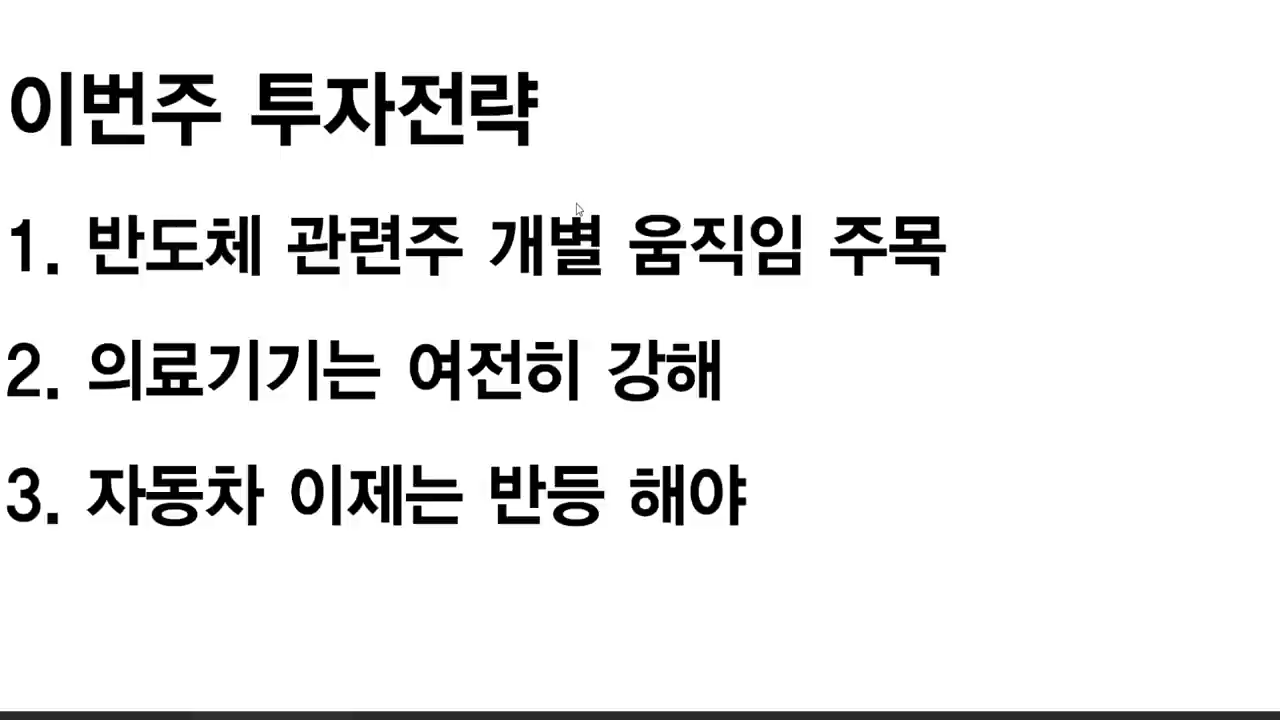 이번주 투자전략
1. 반도체 관련주 개별 움직임 주목
2. 의료기기는 여전히 강해
3. 자동차 이제는 반등 해야